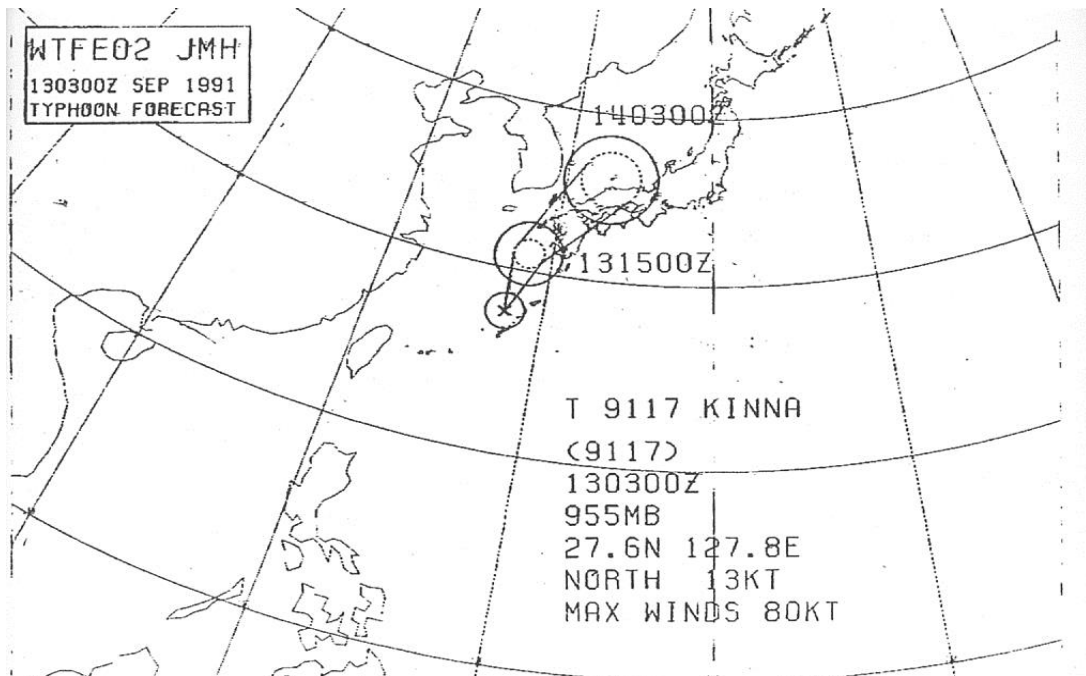 WTFE02 JMH
130300Z SEP 1991
TYPHOON FORECAST
140300Z
131500Z
T 9117 KINNA
(9117)
130300Z
955MB
27.6N 127.8E
NORTH 13KT
MAX WINDS 80KT